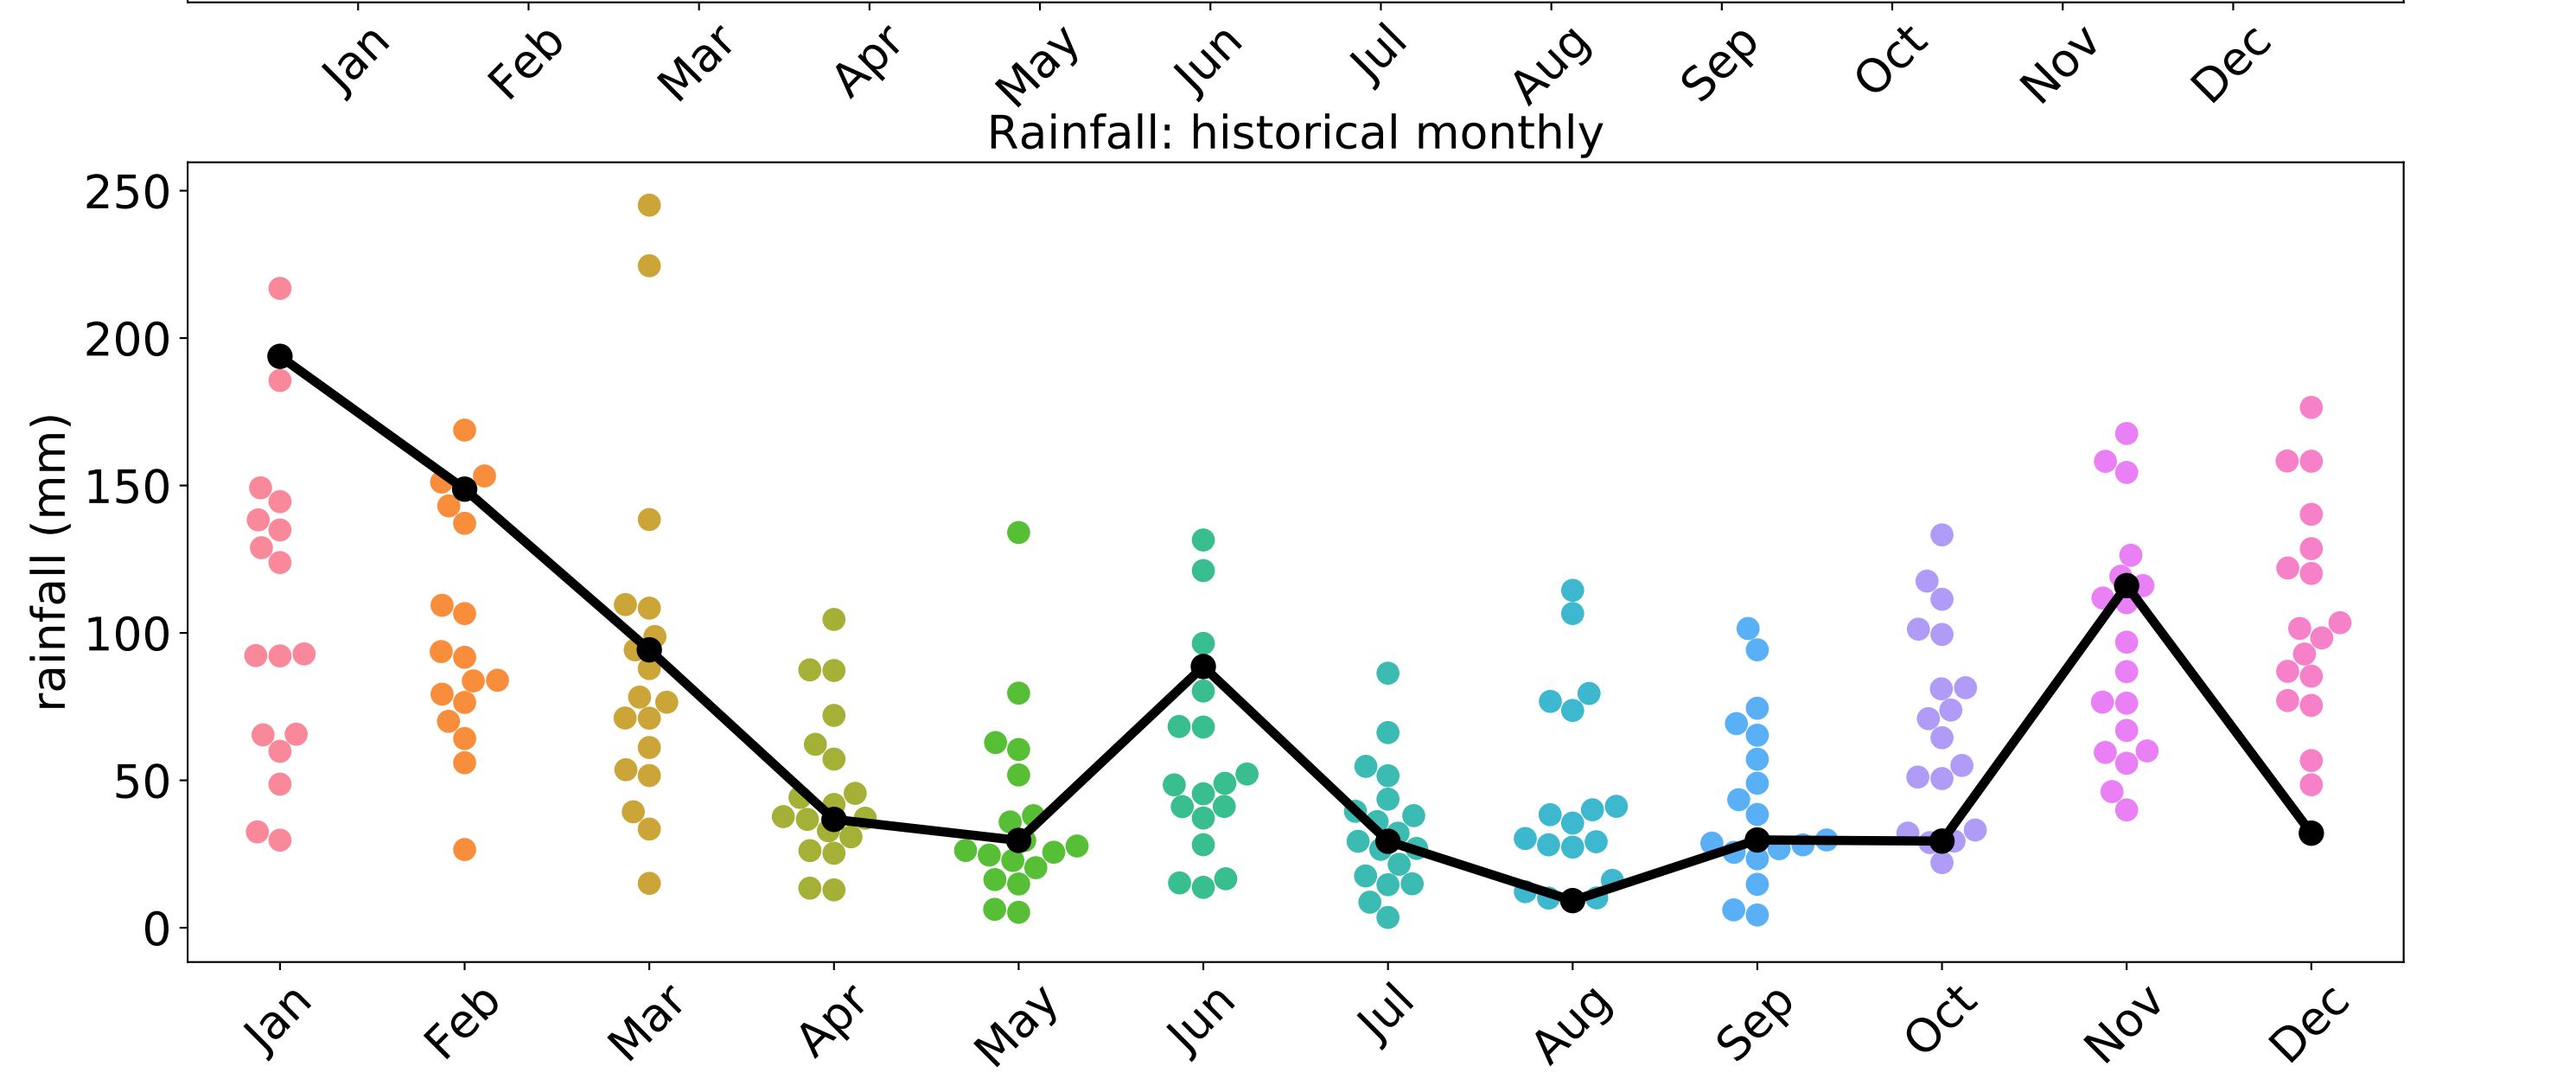 Jan Feb Mar Apr May Jun Jul Aug Sep Oct Nov Dec
Rainfall: historical monthly
250
200
150
100
50
0
rainfall (mm)
Jan Feb Mar Apr May Jun Jul Aug Sep Oct Nov Dec